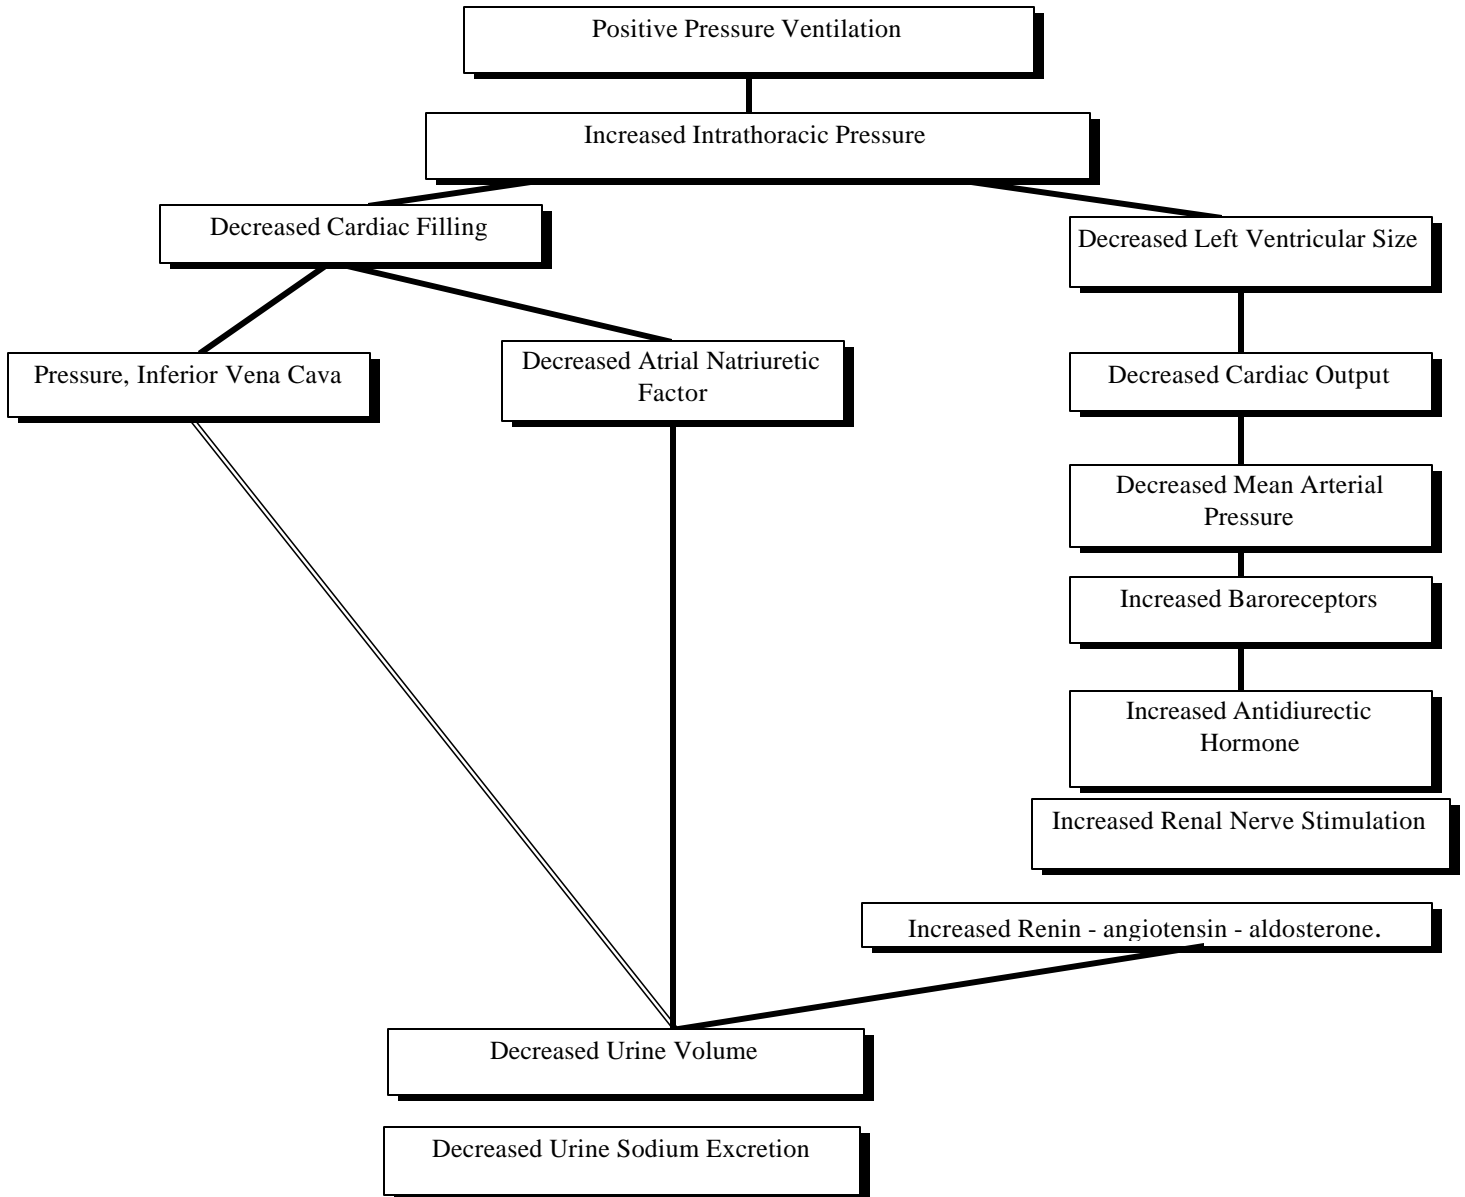 Positive Pressure Ventilation
Increased Intrathoracic Pressure
Decreased Cardiac Filling
Decreased Left Ventricular Size
Pressure, Inferior Vena Cava
Decreased Atrial Natriuretic
Factor
Decreased Cardiac Output
Decreased Mean Arterial
Pressure
Increased Baroreceptors
Increased Antidiurectic
Hormone
Increased Renal Nerve Stimulation
Increased Renin - angiotensin - aldosterone.
Decreased Urine Volume
Decreased Urine Sodium Excretion